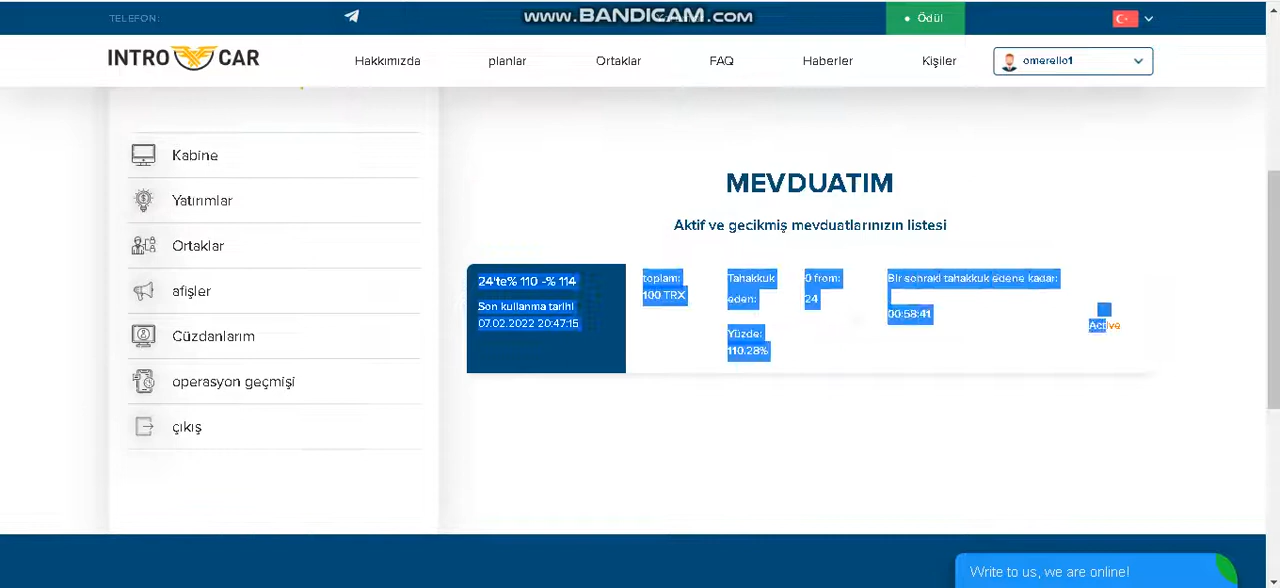 TELEFON:
www.BANDICAM.com
Ödül
INTRO CAR
Hakkımızda
planlar
Ortaklar
FAQ
Haberler
Kişiler
omerello1
Kabine
Yatırımlar
Ortaklar
afişler
Cüzdanlarım
operasyon geçmişi
çıkış
MEVDUATIM
Aktif ve gecikmiş mevduatlarınızın listesi
24'te% 110 -% 114
Son kullanma tarihi
07.02.2022 20:47:15
toplam:
100 TRX
Tahakkuk
eden:
Yüzde:
110.28%
0 from:
24
Bir sonraki tahakkuk edene kadar:
00:58:41
Active
Write to us, we are online!